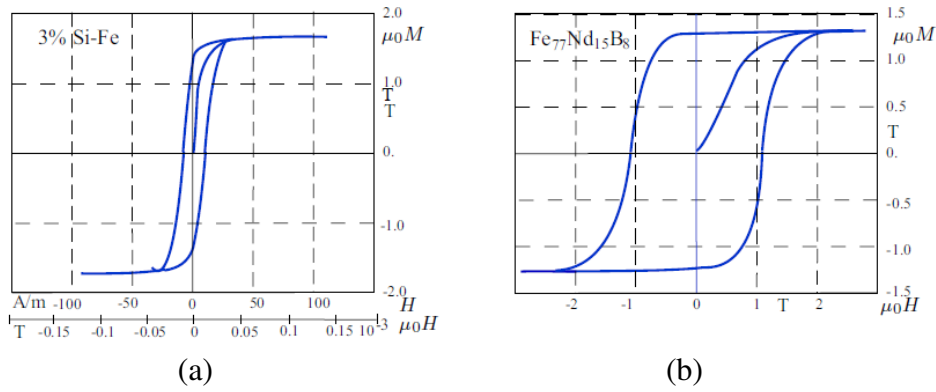 3% Si-Fe
2.0
μ₀M
1.0
T
T
0.
-1.0
-2.0
A/m -100 -50 0 50 100 H
T -0.15 -0.1 -0.05 0 0.05 0.1 0.15 10⁻³ μ₀H
(a)
Fe₇₇Nd₁₅B₈
1.5
μ₀M
1.0
0.5
T
0.
-0.5
-1.0
-1.5
-2 -1 0 1 2 μ₀H
T
(b)